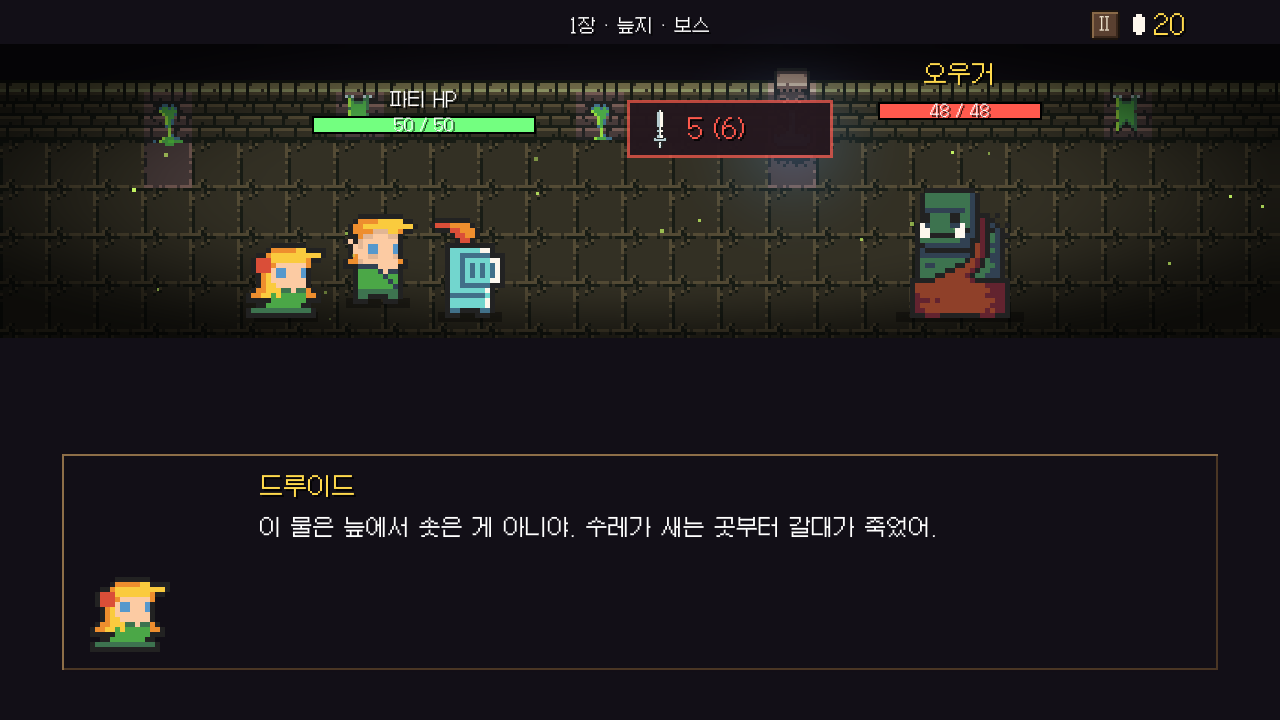 1장 · 늪지 · 보스
II
20
오우거
파티 HP
48 / 48
50 / 50
5 (6)
드루이드
이 물은 늪에서 솟은 게 아니야. 수레가 새는 곳부터 갈대가 죽었어.